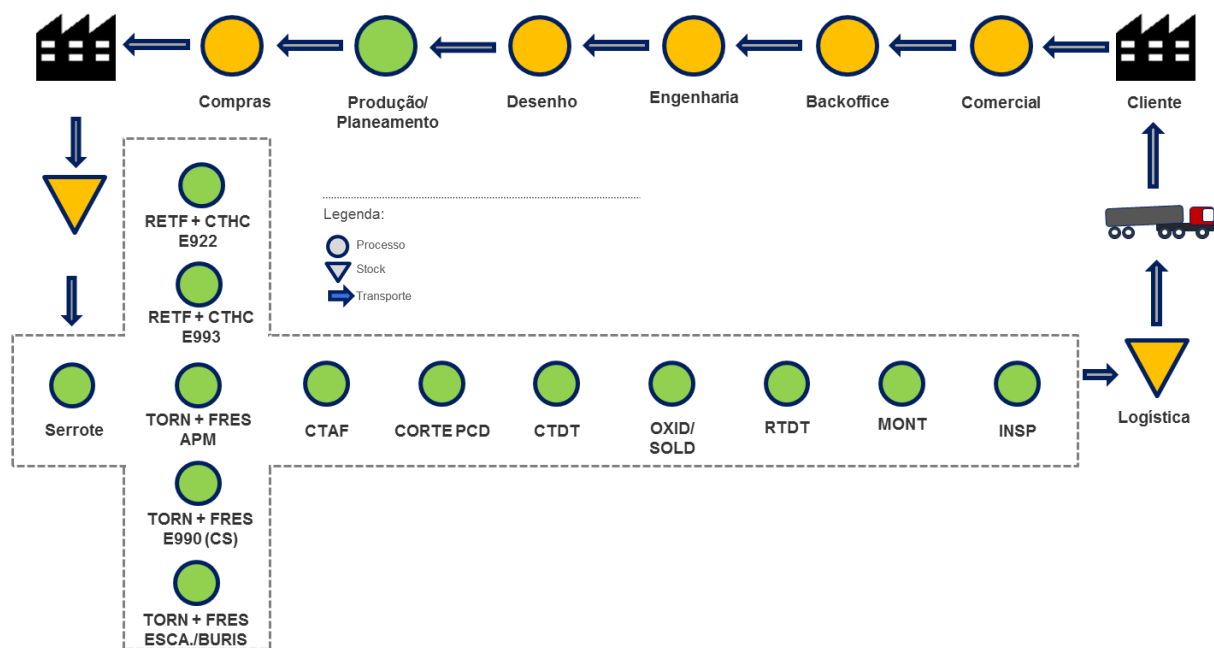 Compras
Produção/
Planeamento
Desenho
Engenharia
Backoffice
Comercial
Cliente
RETF + CTHC
E922
Legenda:
Processo
Stock
Transporte
RETF + CTHC
E993
Serrote
TORN + FRES
APM
CTAF
CORTE PCD
CTDT
OXID/
SOLD
RTDT
MONT
INSP
Logística
TORN + FRES
E990 (CS)
TORN + FRES
ESCA./BURIS